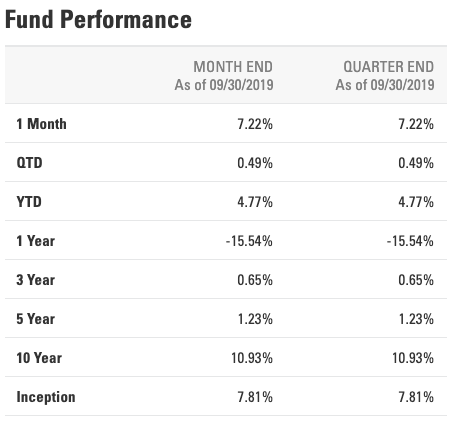 Fund Performance
MONTH END QUARTER END
As of 09/30/2019 As of 09/30/2019
1 Month 7.22% 7.22%
QTD 0.49% 0.49%
YTD 4.77% 4.77%
1 Year -15.54% -15.54%
3 Year 0.65% 0.65%
5 Year 1.23% 1.23%
10 Year 10.93% 10.93%
Inception 7.81% 7.81%